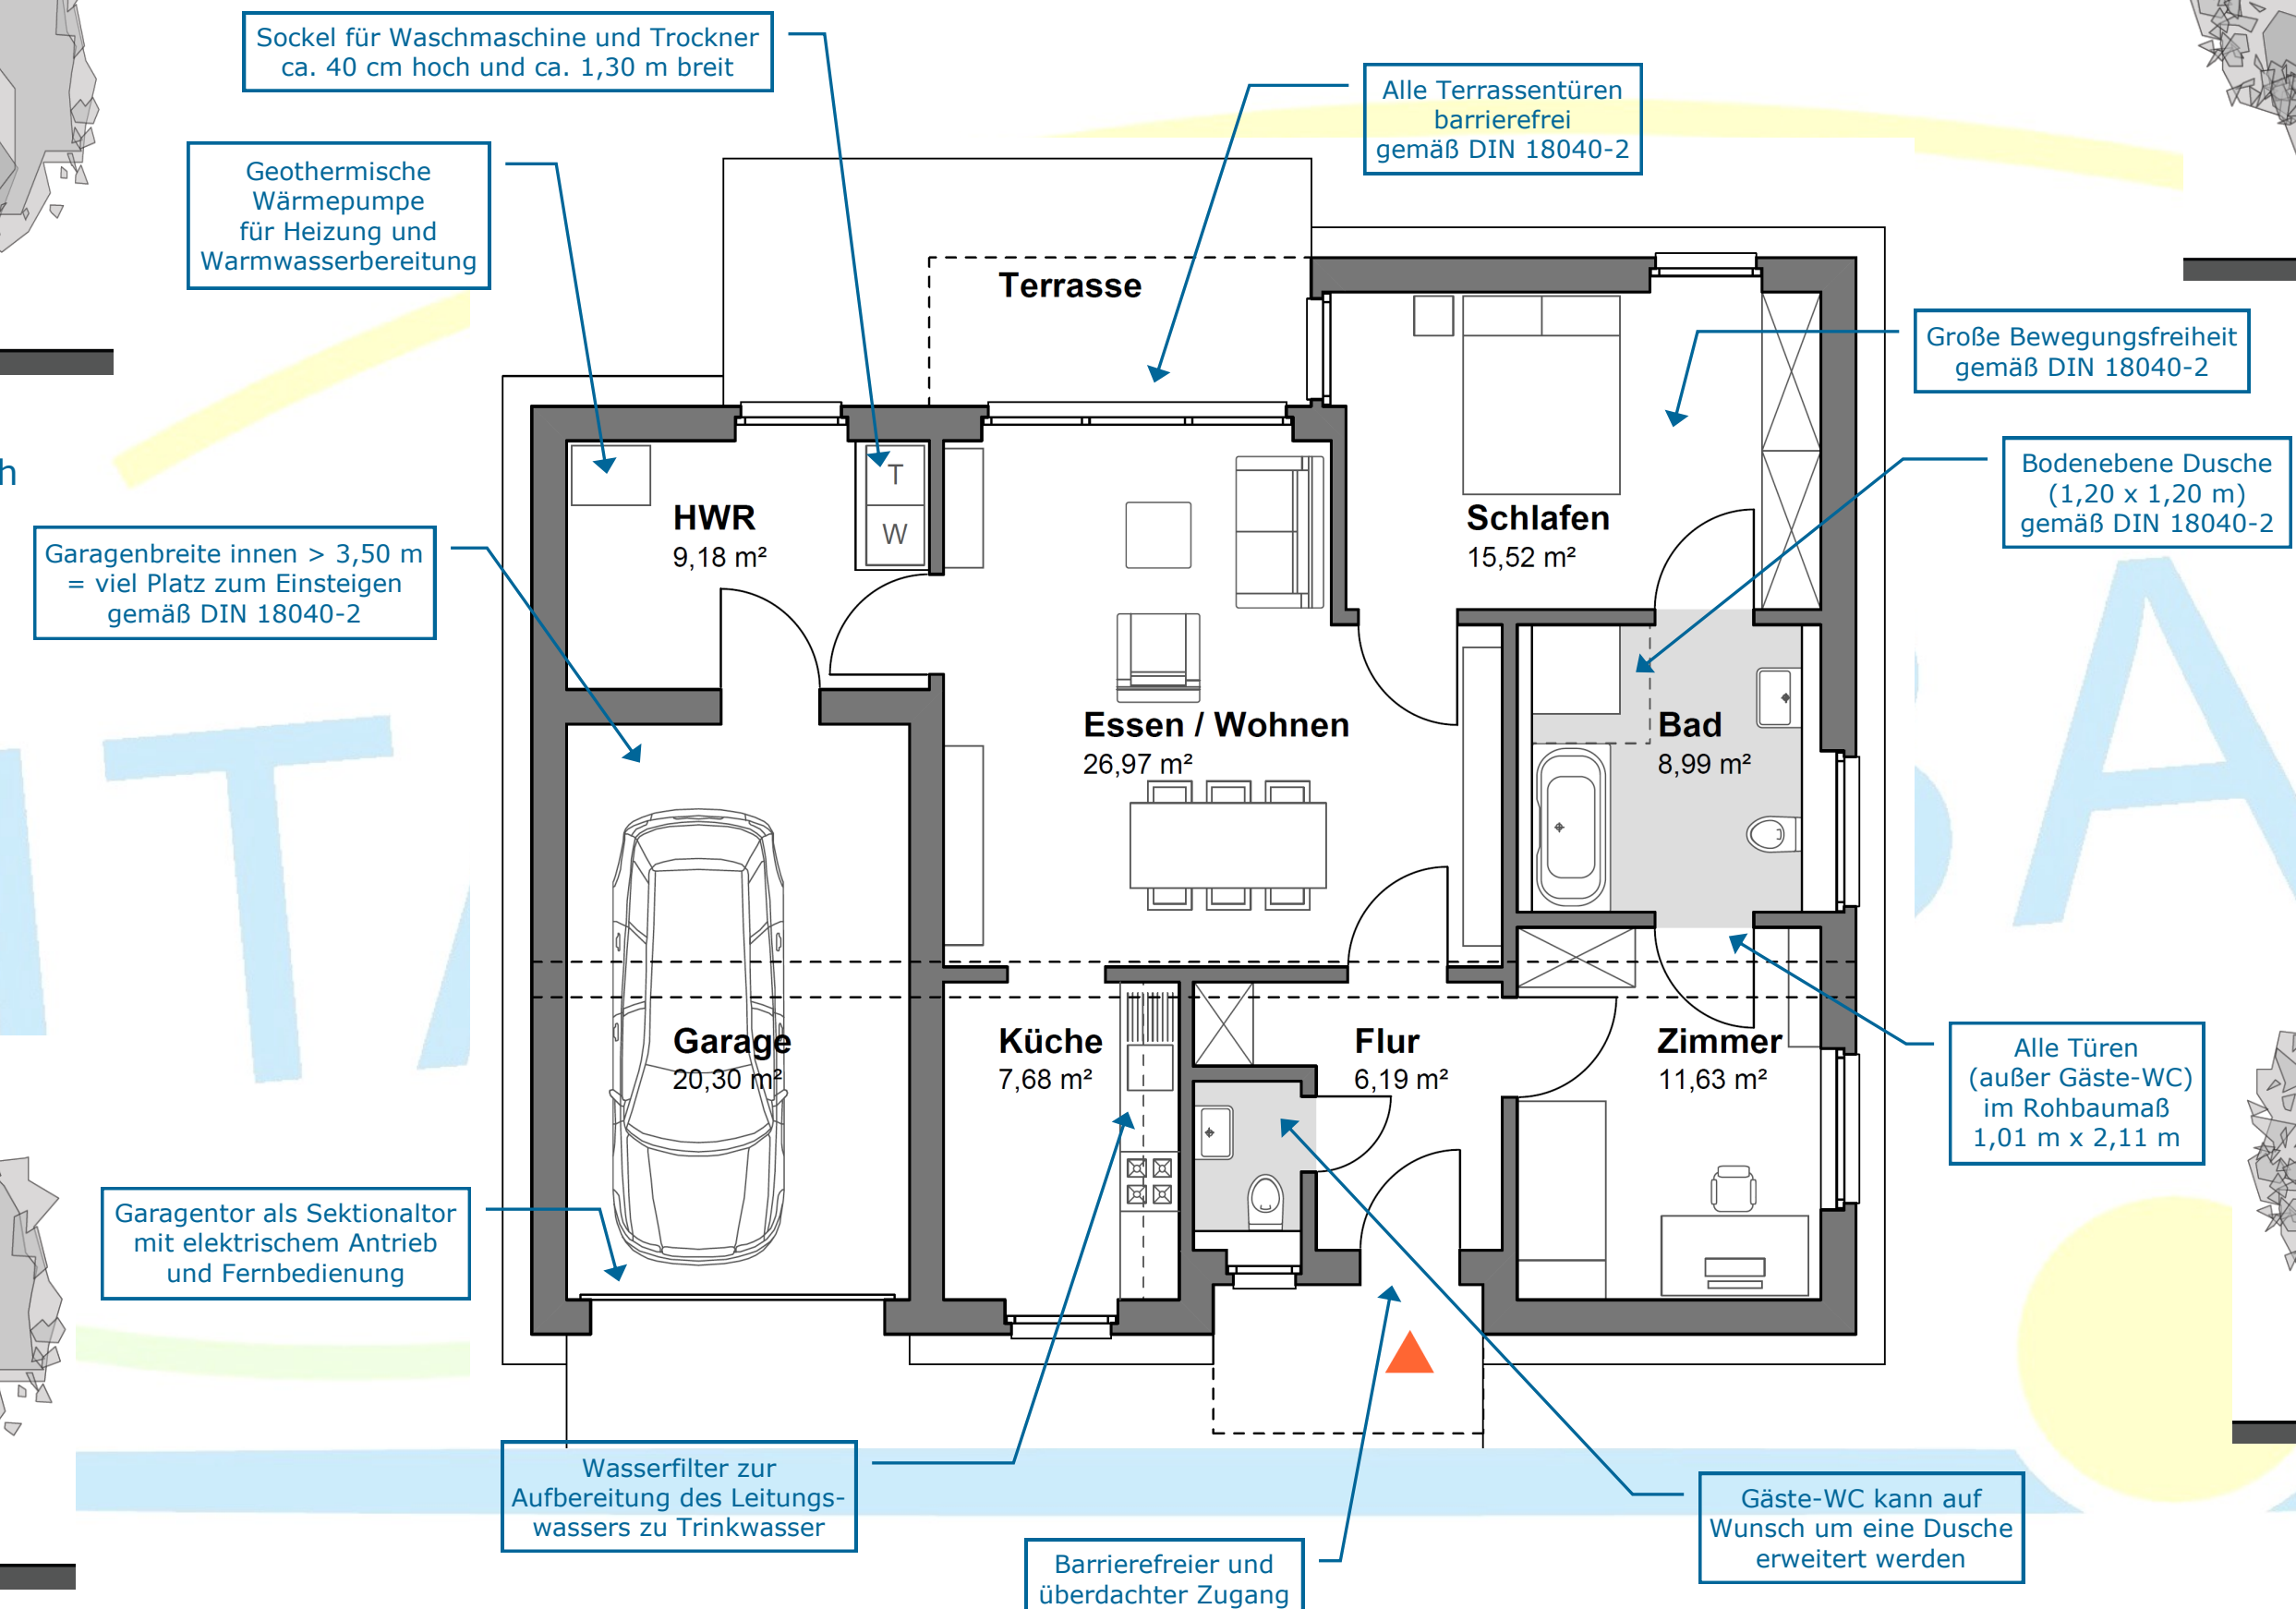 Sockel für Waschmaschine und Trockner
ca. 40 cm hoch und ca. 1,30 m breit
Alle Terrassentüren
barrierefrei
gemäß DIN 18040-2
Geothermische
Wärmepumpe
für Heizung und
Warmwasserbereitung
Terrasse
Große Bewegungsfreiheit
gemäß DIN 18040-2
h
Bodenebene Dusche
(1,20 x 1,20 m)
gemäß DIN 18040-2
T
W
HWR
9,18 m²
Schlafen
15,52 m²
Garagenbreite innen > 3,50 m
= viel Platz zum Einsteigen
gemäß DIN 18040-2
Essen / Wohnen
26,97 m²
Bad
8,99 m²
Garage
20,30 m²
Küche
7,68 m²
Flur
6,19 m²
Zimmer
11,63 m²
Alle Türen
(außer Gäste-WC)
im Rohbaumaß
1,01 m x 2,11 m
Garagentor als Sektionaltor
mit elektrischem Antrieb
und Fernbedienung
Wasserfilter zur
Aufbereitung des Leitungs-
wassers zu Trinkwasser
Gäste-WC kann auf
Wunsch um eine Dusche
erweitert werden
Barrierefreier und
überdachter Zugang